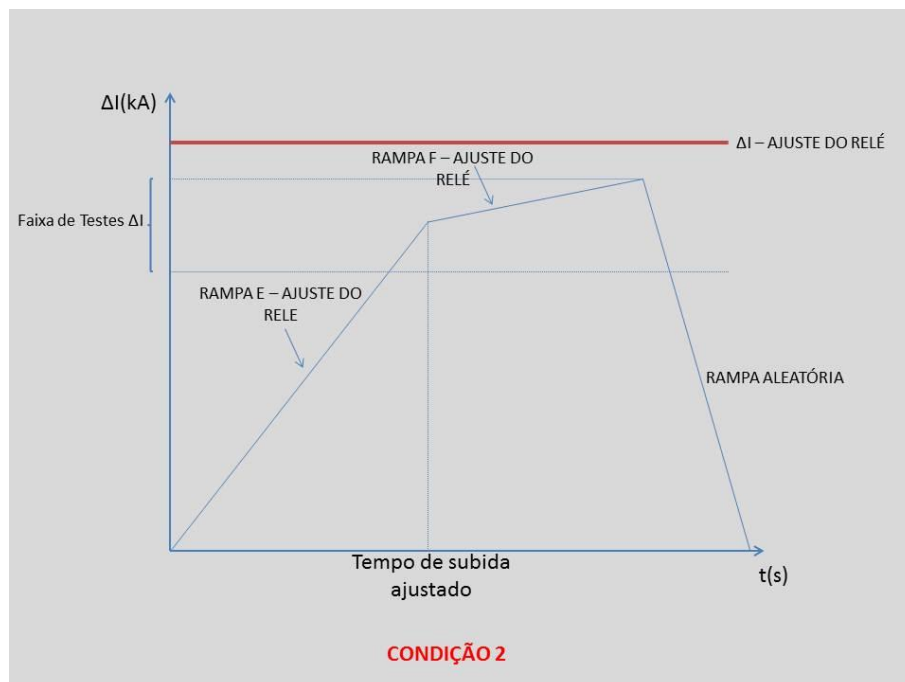 ΔI(kA)
ΔI – AJUSTE DO RELÉ
RAMPA F – AJUSTE DO
RELÉ
Faixa de Testes ΔI
RAMPA E – AJUSTE DO
RELE
RAMPA ALEATÓRIA
Tempo de subida
ajustado
t(s)
CONDIÇÃO 2